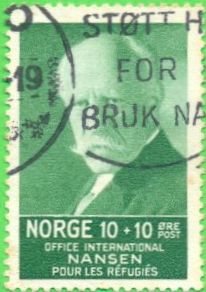 STØTT H
FOR
BRUK NA
-19
NORGE 10 + 10 ØRE POST
OFFICE INTERNATIONAL
NANSEN
POUR LES RÉFUGIÉS